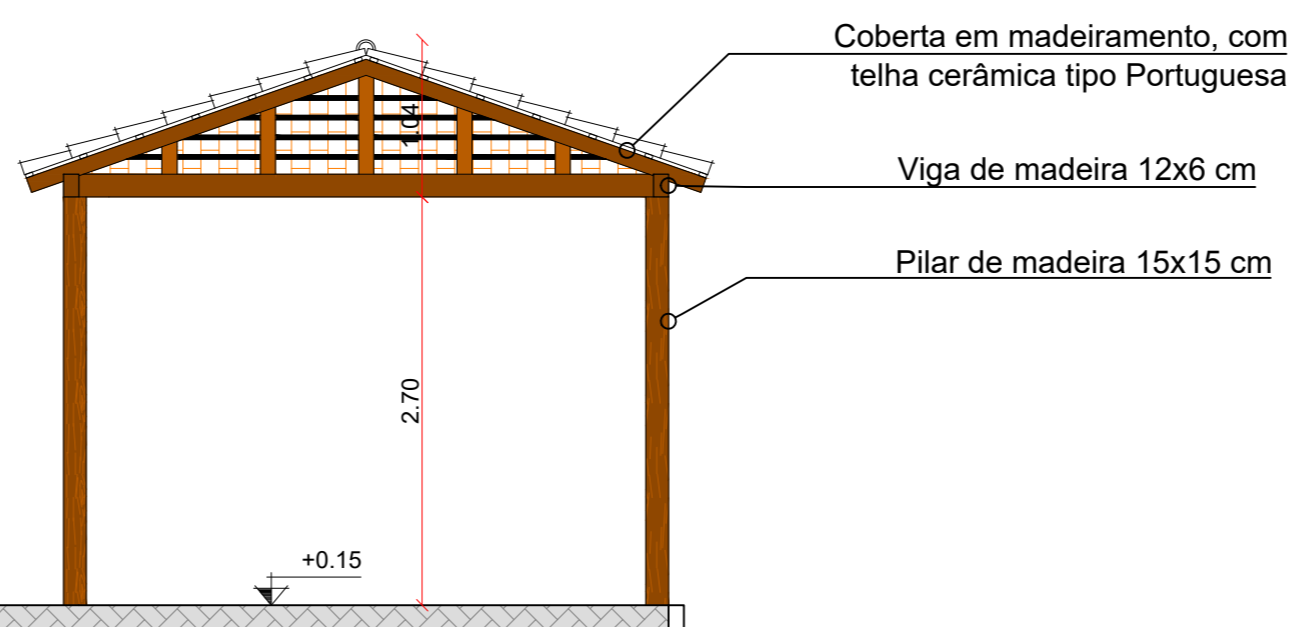 Coberta em madeiramento, com
telha cerâmica tipo Portuguesa
1.04
Viga de madeira 12x6 cm
Pilar de madeira 15x15 cm
2.70
+0.15